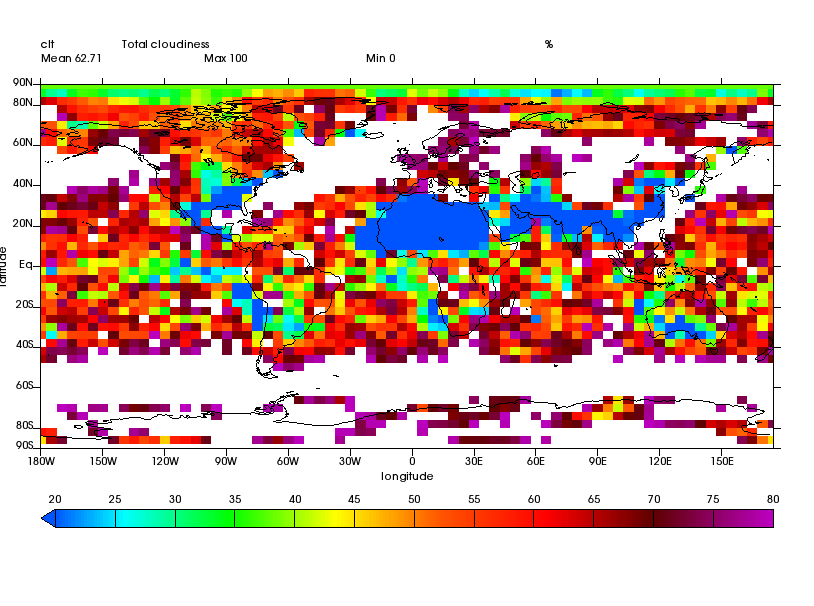 clt Total cloudiness %
Mean 62.71 Max 100 Min 0
90N
80N
60N
40N
20N
Eq
20S
40S
60S
80S
90S
latitude
180W 150W 120W 90W 60W 30W 0 30E 60E 90E 120E 150E
longitude
20 25 30 35 40 45 50 55 60 65 70 75 80